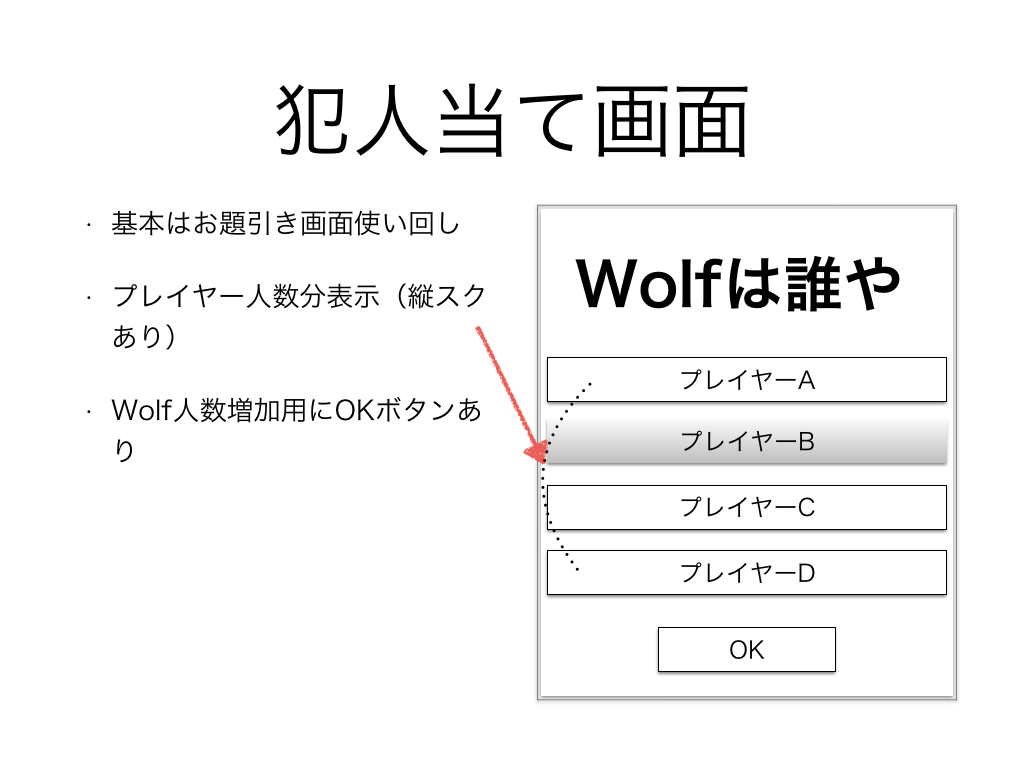 犯人当て画面
・ 基本はお題引き画面使い回し
・ プレイヤー人数分表示（縦スク
あり）
・ Wolf人数増加用にOKボタンあ
り
Wolfは誰や
プレイヤーA
プレイヤーB
プレイヤーC
プレイヤーD
OK